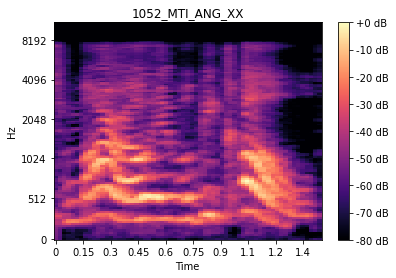 1052_MTI_ANG_XX
Hz
8192
4096
2048
1024
512
0
0 0.15 0.3 0.45 0.6 0.75 0.9 1.1 1.2 1.4
Time
+0 dB
-10 dB
-20 dB
-30 dB
-40 dB
-50 dB
-60 dB
-70 dB
-80 dB